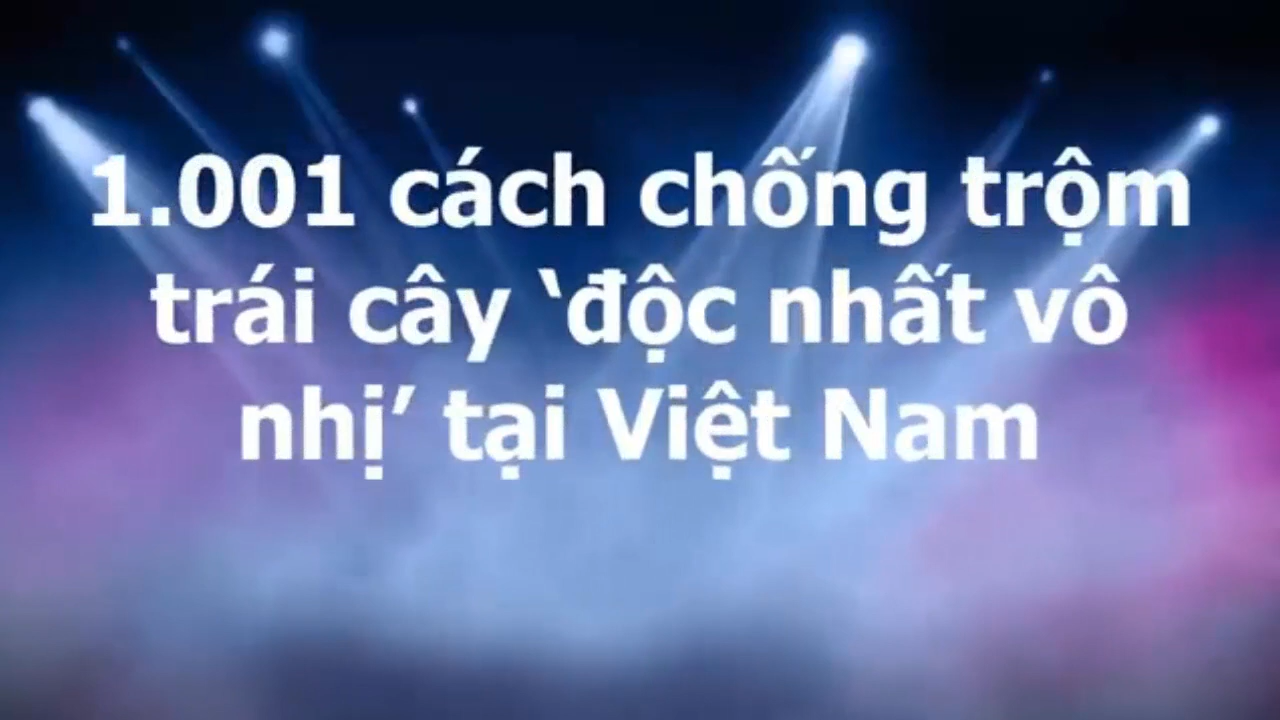 1.001 cách chống trộm
trái cây ‘độc nhất vô
nhị’ tại Việt Nam